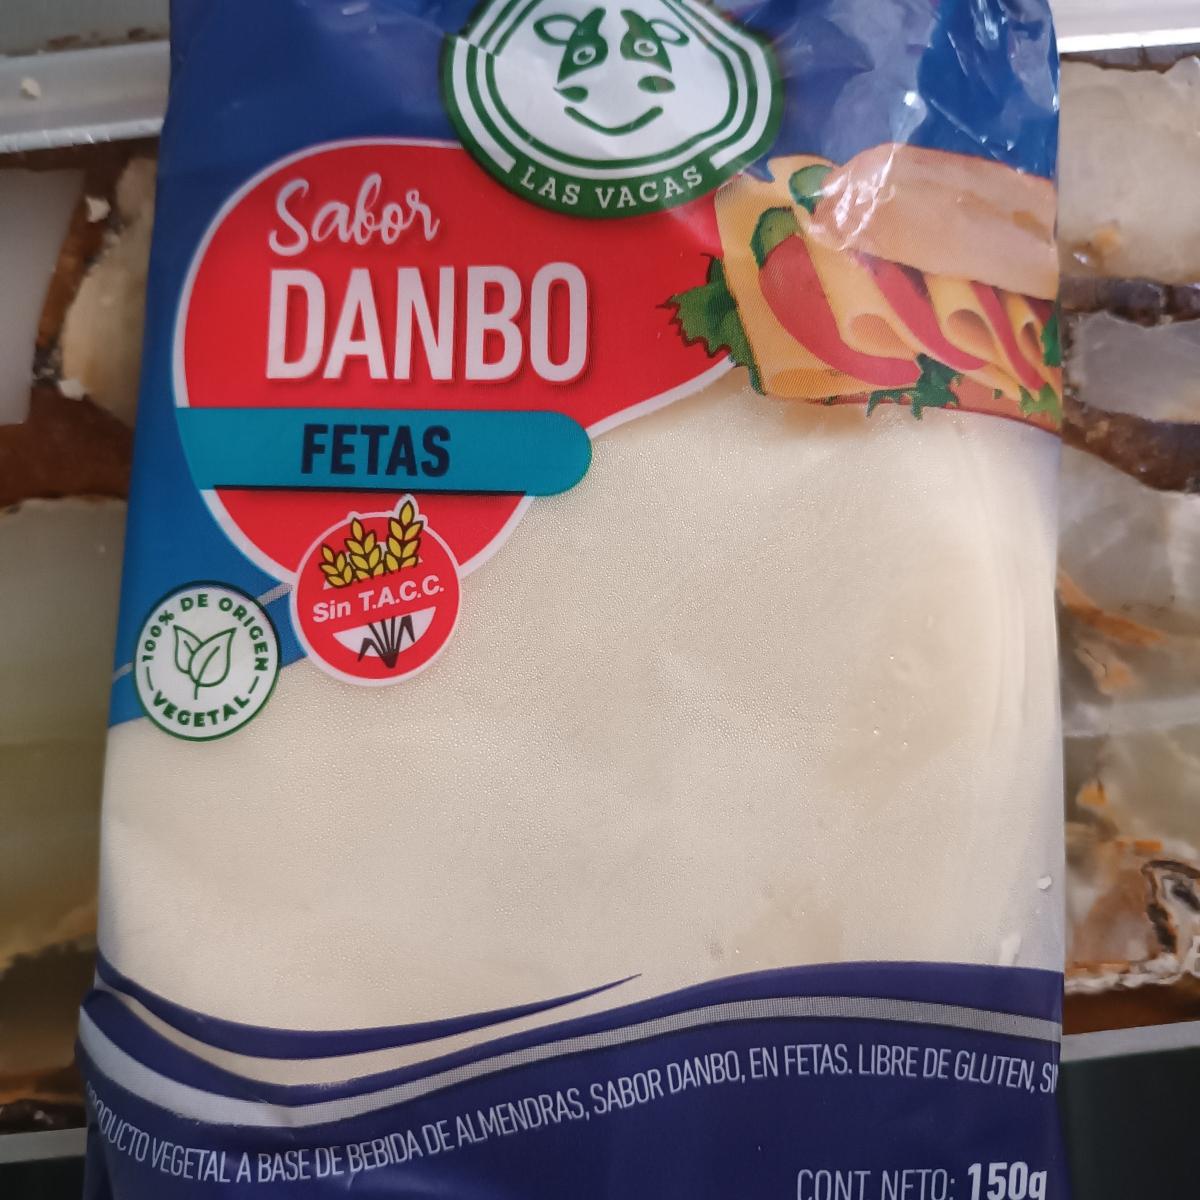 LAS VACAS
Sabor
DANBO
FETAS
Sin T.A.C.C.
100% DE ORIGEN
VEGETAL
VEGETAL A BASE DE BEBIDA DE ALMENDRAS, SABOR DANBO, EN FETAS. LIBRE DE GLUTEN,
CONT. NETO: 150g